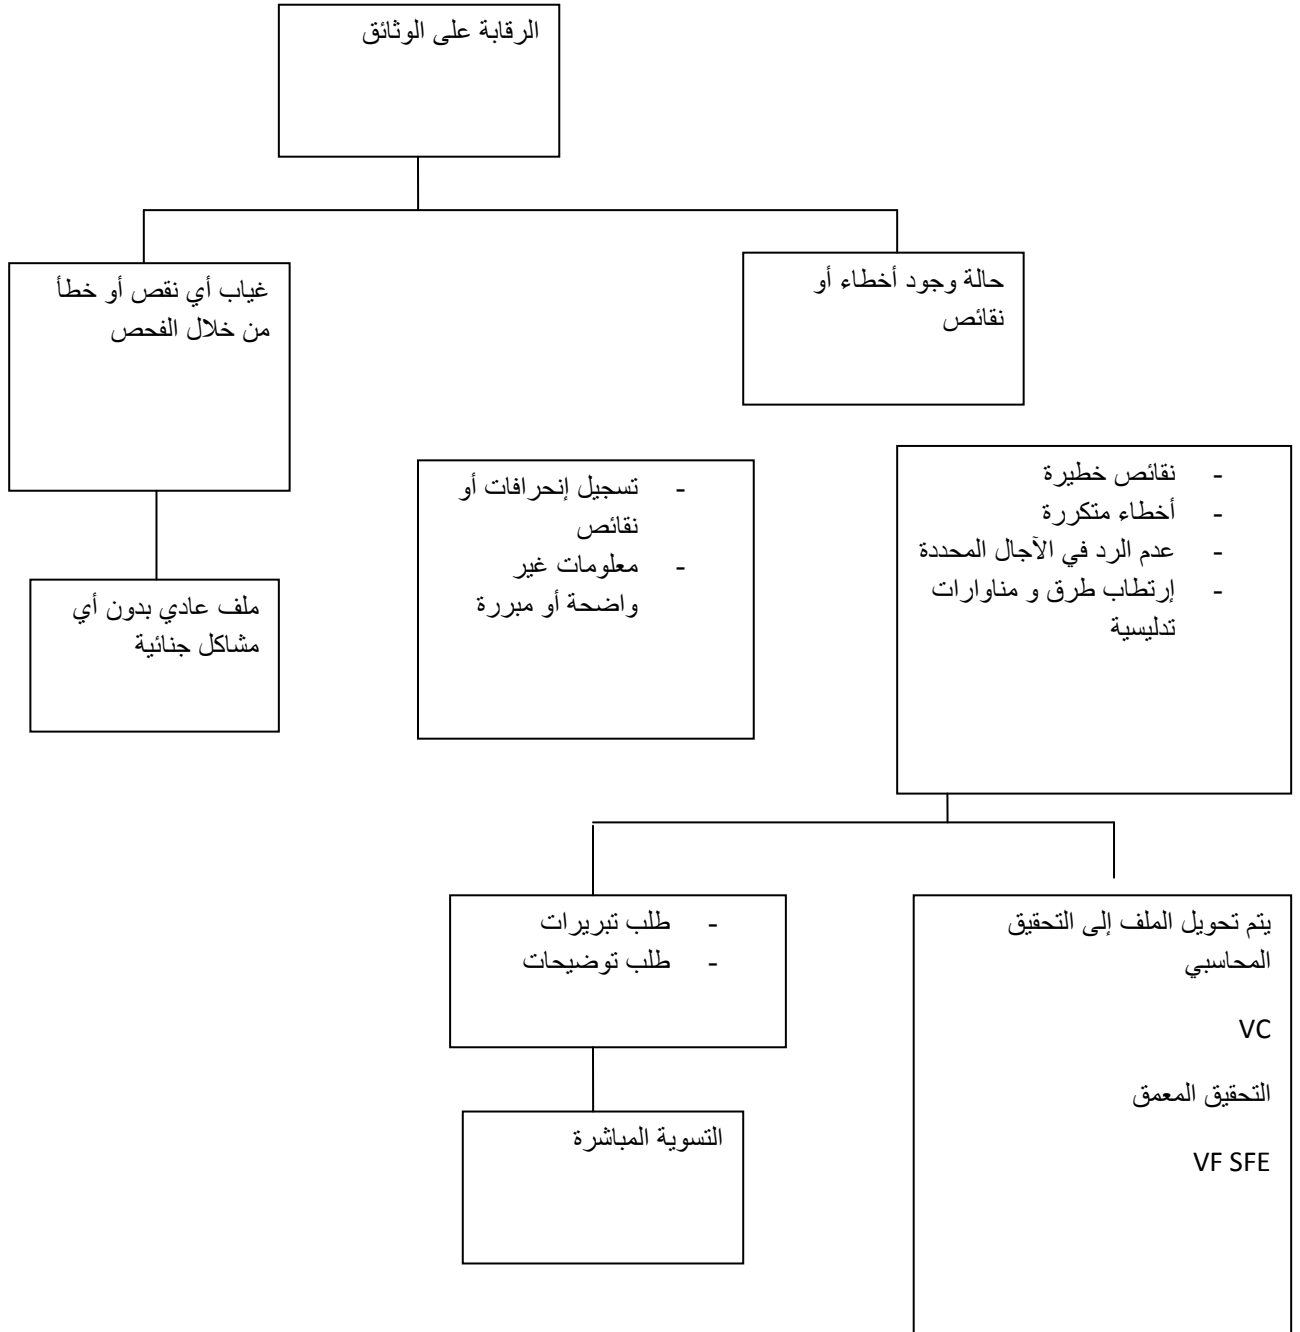 الرقابة على الوثائق
حالة وجود أخطاء أو
نقائص
غياب أي نقص أو خطأ
من خلال الفحص
- نقائص خطيرة
- أخطاء متكررة
- عدم الرد في الآجال المحددة
- إرتطاب طرق و مناوارات
تدليسية
- تسجيل إنحرافات أو
نقائص
- معلومات غير
واضحة أو مبررة
ملف عادي بدون أي
مشاكل جنائية
يتم تحويل الملف إلى التحقيق
المحاسبي
VC
التحقيق المعمق
VF SFE
- طلب تبريرات
- طلب توضيحات
التسوية المباشرة